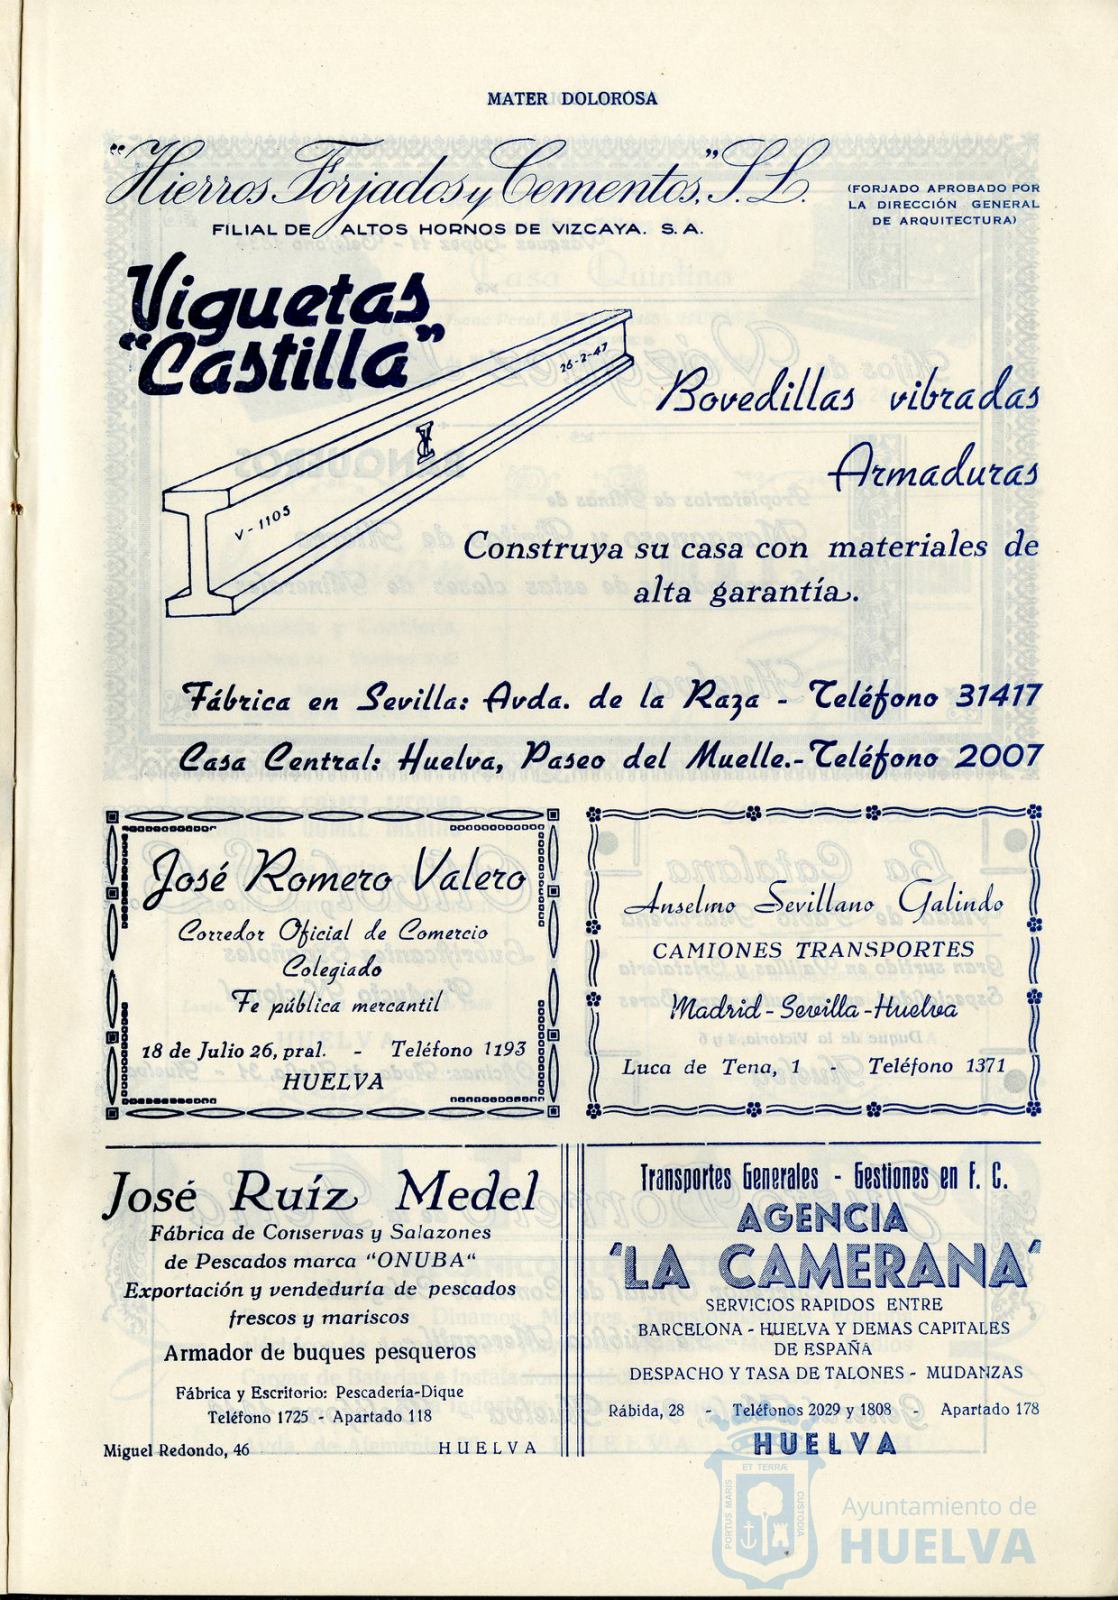 MATER DOLOROSA
"Hierros Forjados y Cementos", S. L.
(FORJADO APROBADO POR
LA DIRECCIÓN GENERAL
DE ARQUITECTURA)
FILIAL DE ALTOS HORNOS DE VIZCAYA. S. A.
Viguetas
"Castilla"
26-2-47
V-1105
Bovedillas vibradas
Armaduras
Construya su casa con materiales de
alta garantía.
Fábrica en Sevilla: Avda. de la Raza - Teléfono 31417
Casa Central: Huelva, Paseo del Muelle.-Teléfono 2007
José Romero Valero
Corredor Oficial de Comercio
Colegiado
Fe pública mercantil
18 de Julio 26, pral. - Teléfono 1193
HUELVA
Anselmo Sevillano Galindo
CAMIONES TRANSPORTES
Madrid - Sevilla - Huelva
Luca de Tena, 1 - Teléfono 1371
José Ruíz Medel
Fábrica de Conservas y Salazones
de Pescados marca "ONUBA"
Exportación y vendeduría de pescados
frescos y mariscos
Armador de buques pesqueros
Fábrica y Escritorio: Pescadería-Dique
Teléfono 1725 - Apartado 118
Miguel Redondo, 46 HUELVA
Transportes Generales - Gestiones en F. C.
AGENCIA
'LA CAMERANA'
SERVICIOS RAPIDOS ENTRE
BARCELONA - HUELVA Y DEMAS CAPITALES
DE ESPAÑA
DESPACHO Y TASA DE TALONES - MUDANZAS
Rábida, 28 - Teléfonos 2029 y 1808 - Apartado 178
HUELVA
PORTUS MARIS
ET TERRÆ
CUSTODIA
Ayuntamiento de
HUELVA